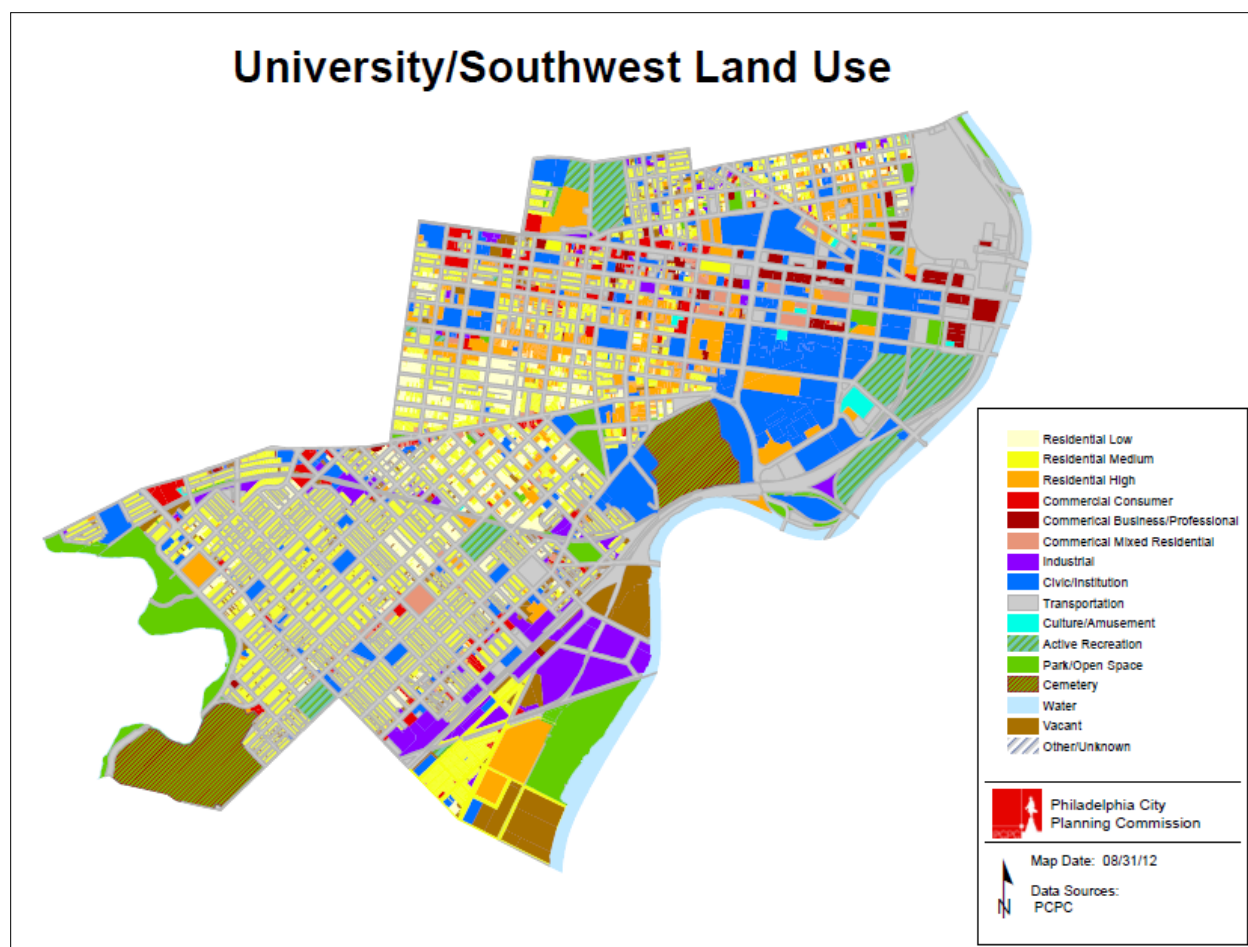 University/Southwest Land Use
Residential Low
Residential Medium
Residential High
Commercial Consumer
Commerical Business/Professional
Commerical Mixed Residential
Industrial
Civic/Institution
Transportation
Culture/Amusement
Active Recreation
Park/Open Space
Cemetery
Water
Vacant
Other/Unknown
PCPC
Philadelphia City
Planning Commission
Map Date: 08/31/12
Data Sources:
PCPC
N